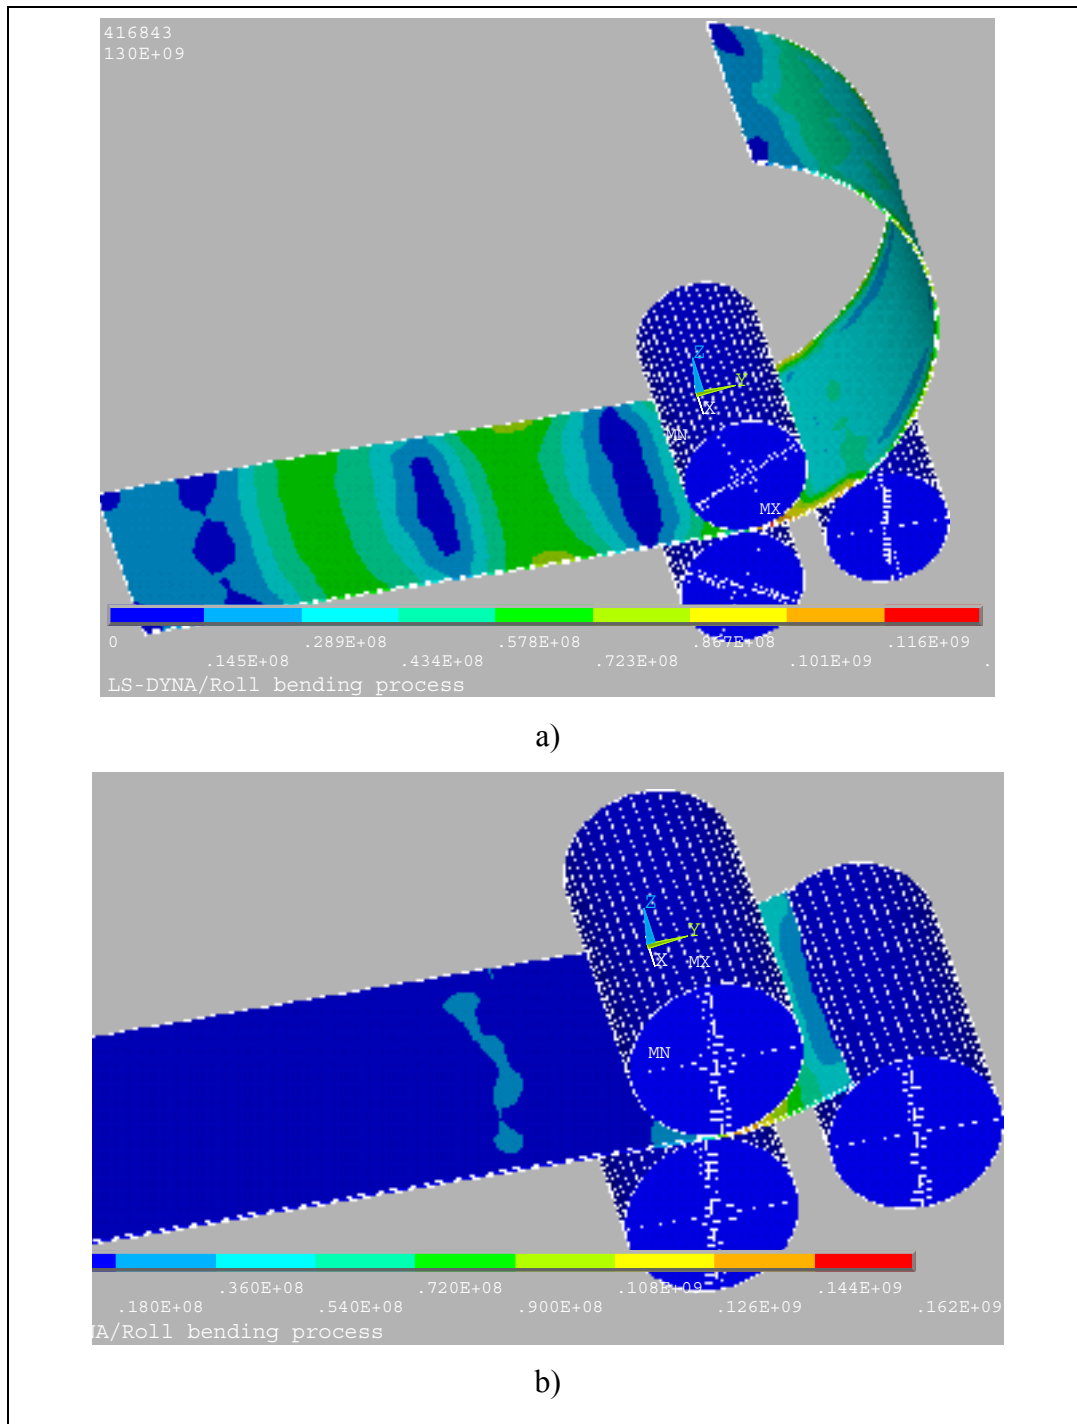 416843
130E+09
Z
Y
X
MN
MX
0 .289E+08 .578E+08 .867E+08 .116E+09
.145E+08 .434E+08 .723E+08 .101E+09 .
LS-DYNA/Roll bending process
a)
Z
Y
X MX
MN
.360E+08 .720E+08 .108E+09 .144E+09
.180E+08 .540E+08 .900E+08 .126E+09 .162E+09
NA/Roll bending process
b)